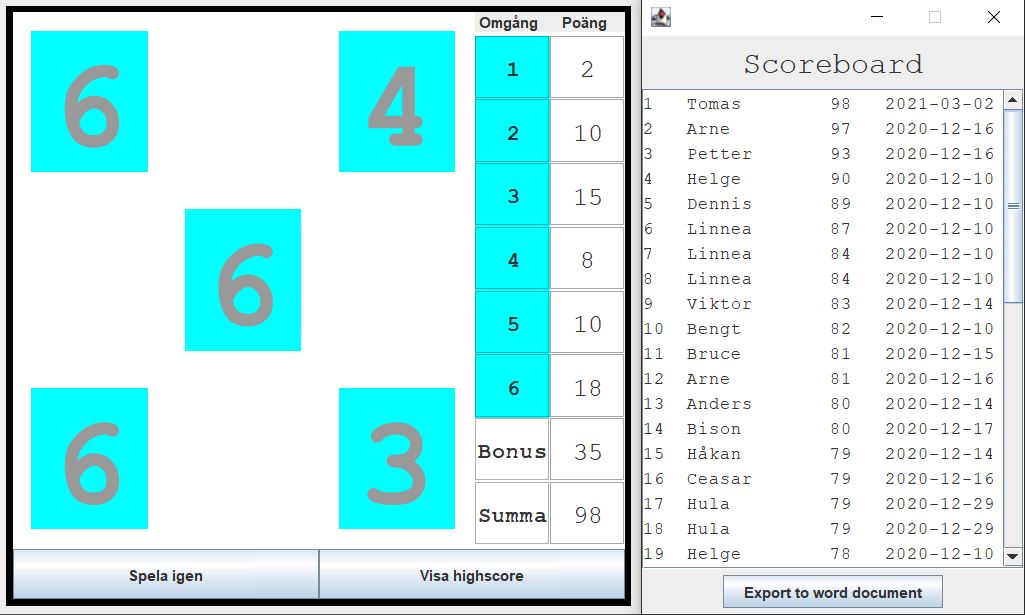 Omgång Poäng
6 4
6
6 3
1 2
2 10
3 15
4 8
5 10
6 18
Bonus 35
Summa 98
Spela igen Visa highscore
Scoreboard
1 Tomas 98 2021-03-02
2 Arne 97 2020-12-16
3 Petter 93 2020-12-16
4 Helge 90 2020-12-10
5 Dennis 89 2020-12-10
6 Linnea 87 2020-12-10
7 Linnea 84 2020-12-10
8 Linnea 84 2020-12-10
9 Viktor 83 2020-12-14
10 Bengt 82 2020-12-10
11 Bruce 81 2020-12-15
12 Arne 81 2020-12-16
13 Anders 80 2020-12-14
14 Bison 80 2020-12-17
15 Håkan 79 2020-12-14
16 Ceasar 79 2020-12-16
17 Hula 79 2020-12-29
18 Hula 79 2020-12-29
19 Helge 78 2020-12-10
Export to word document